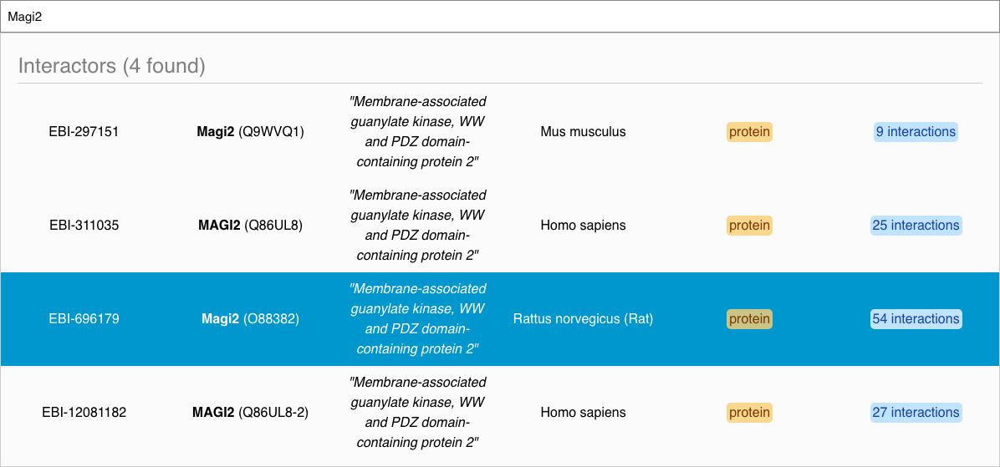 Magi2
Interactors (4 found)
"Membrane-associated
guanylate kinase, WW
EBI-297151 Magi2 (Q9WVQ1) Mus musculus protein 9 interactions
and PDZ domain-
containing protein 2"
"Membrane-associated
guanylate kinase, WW
EBI-311035 MAGI2 (Q86UL8) Homo sapiens protein 25 interactions
and PDZ domain-
containing protein 2"
"Membrane-associated
guanylate kinase, WW
EBI-696179 Magi2 (O88382) Rattus norvegicus (Rat) protein 54 interactions
and PDZ domain-
containing protein 2"
"Membrane-associated
guanylate kinase, WW
EBI-12081182 MAGI2 (Q86UL8-2) Homo sapiens protein 27 interactions
and PDZ domain-
containing protein 2"